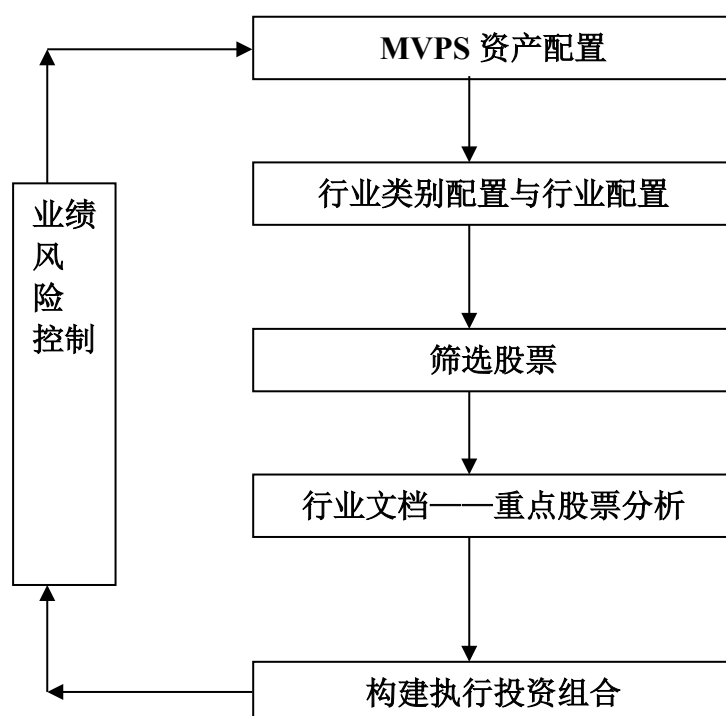 MVPS 资产配置
行业类别配置与行业配置
业绩
风
险
控制
筛选股票
行业文档——重点股票分析
构建执行投资组合